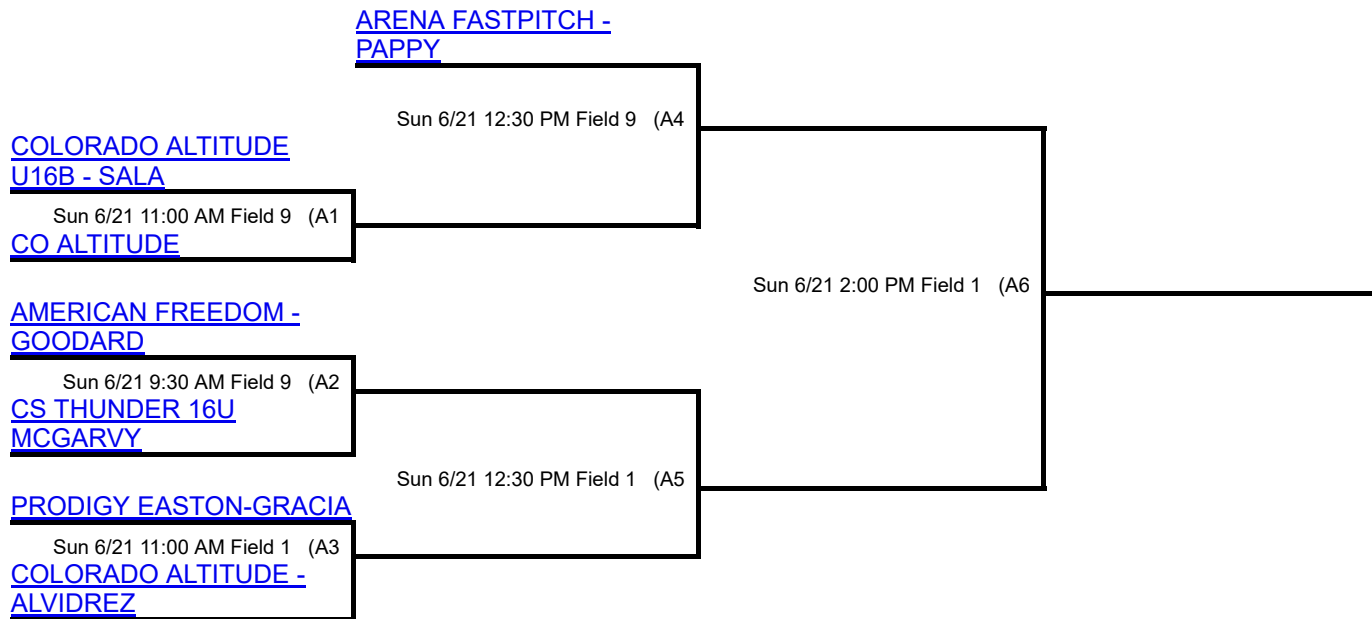 ARENA FASTPITCH -
PAPPY
Sun 6/21 12:30 PM Field 9 (A4
COLORADO ALTITUDE
U16B - SALA
Sun 6/21 11:00 AM Field 9 (A1
CO ALTITUDE
Sun 6/21 2:00 PM Field 1 (A6
AMERICAN FREEDOM -
GOODARD
Sun 6/21 9:30 AM Field 9 (A2
CS THUNDER 16U
MCGARVY
Sun 6/21 12:30 PM Field 1 (A5
PRODIGY EASTON-GRACIA
Sun 6/21 11:00 AM Field 1 (A3
COLORADO ALTITUDE -
ALVIDREZ